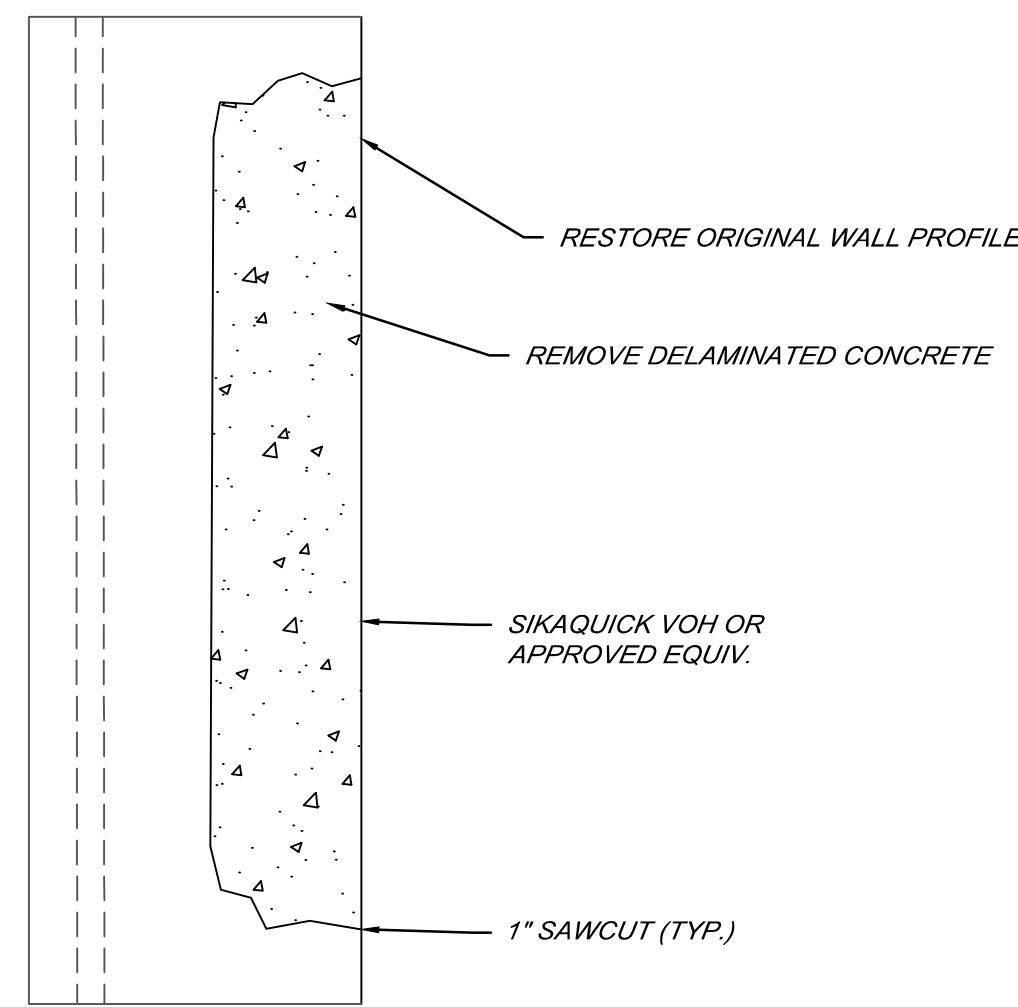 RESTORE ORIGINAL WALL PROFILE
REMOVE DELAMINATED CONCRETE
SIKAQUICK VOH OR
APPROVED EQUIV.
1" SAWCUT (TYP.)